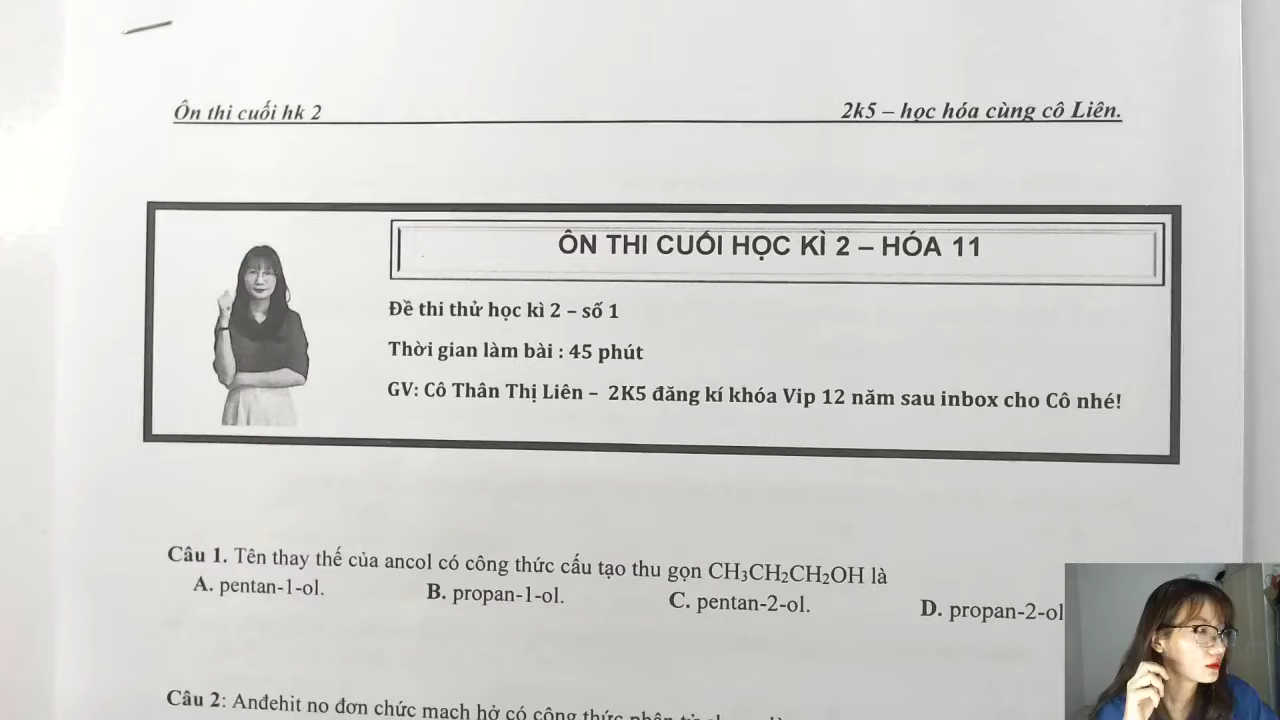 Ôn thi cuối hk 2 2k5 – học hóa cùng cô Liên.
ÔN THI CUỐI HỌC KÌ 2 – HÓA 11
Đề thi thử học kì 2 – số 1
Thời gian làm bài : 45 phút
GV: Cô Thân Thị Liên – 2K5 đăng kí khóa Vip 12 năm sau inbox cho Cô nhé!
Câu 1. Tên thay thế của ancol có công thức cấu tạo thu gọn CH₃CH₂CH₂OH là
A. pentan-1-ol. B. propan-1-ol. C. pentan-2-ol. D. propan-2-ol
Câu 2: Anđehit no đơn chức mạch hở có công thức phân tử